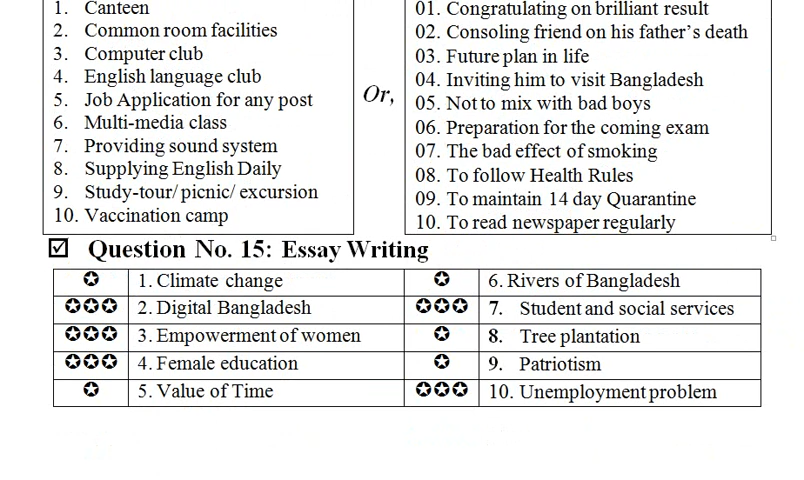 1. Canteen
2. Common room facilities
3. Computer club
4. English language club
5. Job Application for any post
6. Multi-media class
7. Providing sound system
8. Supplying English Daily
9. Study-tour/ picnic/ excursion
10. Vaccination camp
Or,
01. Congratulating on brilliant result
02. Consoling friend on his father's death
03. Future plan in life
04. Inviting him to visit Bangladesh
05. Not to mix with bad boys
06. Preparation for the coming exam
07. The bad effect of smoking
08. To follow Health Rules
09. To maintain 14 day Quarantine
10. To read newspaper regularly
☑ Question No. 15: Essay Writing
✪ 1. Climate change ✪ 6. Rivers of Bangladesh
✪✪✪ 2. Digital Bangladesh ✪✪✪ 7. Student and social services
✪✪✪ 3. Empowerment of women ✪ 8. Tree plantation
✪✪✪ 4. Female education ✪ 9. Patriotism
✪ 5. Value of Time ✪✪✪ 10. Unemployment problem